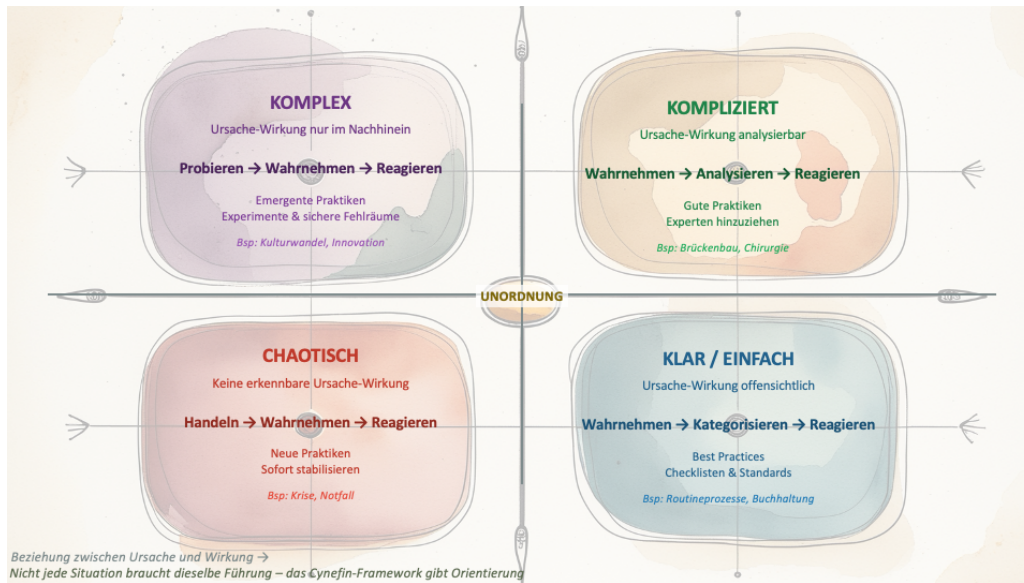 KOMPLEX
Ursache-Wirkung nur im Nachhinein
Probieren → Wahrnehmen → Reagieren
Emergente Praktiken
Experimente & sichere Fehlräume
Bsp: Kulturwandel, Innovation
KOMPLIZIERT
Ursache-Wirkung analysierbar
Wahrnehmen → Analysieren → Reagieren
Gute Praktiken
Experten hinzuziehen
Bsp: Brückenbau, Chirurgie
UNORDNUNG
CHAOTISCH
Keine erkennbare Ursache-Wirkung
Handeln → Wahrnehmen → Reagieren
Neue Praktiken
Sofort stabilisieren
Bsp: Krise, Notfall
KLAR / EINFACH
Ursache-Wirkung offensichtlich
Wahrnehmen → Kategorisieren → Reagieren
Best Practices
Checklisten & Standards
Bsp: Routineprozesse, Buchhaltung
Beziehung zwischen Ursache und Wirkung →
Nicht jede Situation braucht dieselbe Führung – das Cynefin-Framework gibt Orientierung